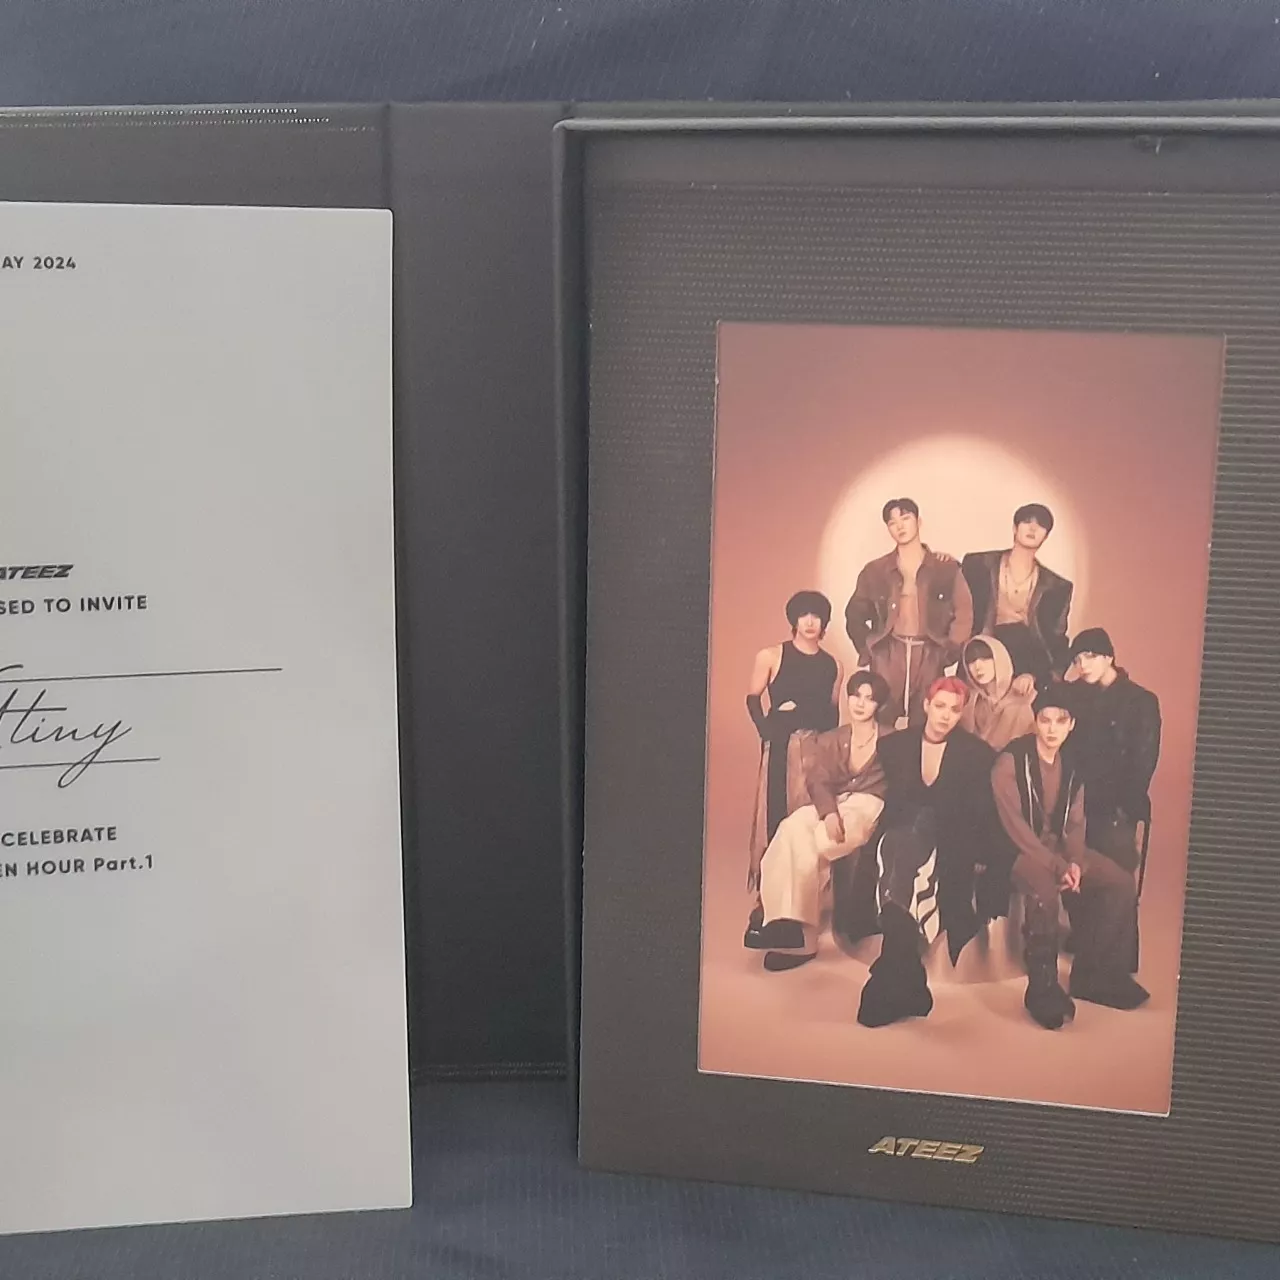 AY 2024
ATEEZ
SED TO INVITE
Atiny
CELEBRATE
EN HOUR Part.1
ATEEZ